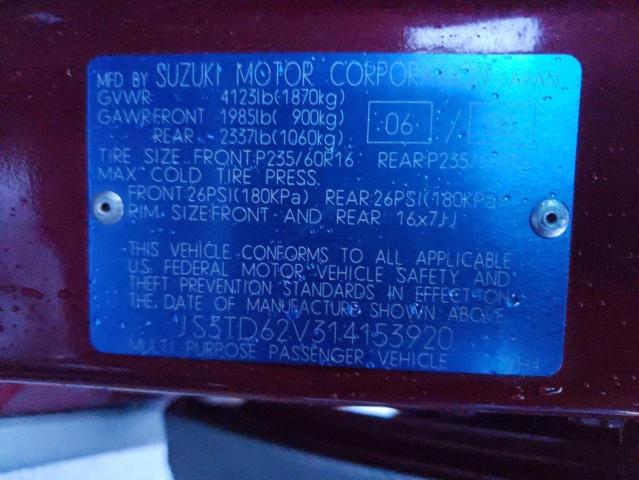 MFD BY SUZUKI MOTOR CORPORATION JAPAN
GVWR 4123lb(1870kg)
GAWR:FRONT 1985lb( 900kg) 06 /
REAR 2337lb(1060kg)
TIRE SIZE FRONT:P235/60R16 REAR:P235/
MAX COLD TIRE PRESS.
FRONT:26PSI(180KPa) REAR:26PSI(180KPa)
RIM SIZE:FRONT AND REAR 16x7JJ
THIS VEHICLE CONFORMS TO ALL APPLICABLE
U.S. FEDERAL MOTOR VEHICLE SAFETY AND
THEFT PREVENTION STANDARDS IN EFFECT ON
THE DATE OF MANUFACTURE SHOWN ABOVE.
JS3TD62V314153920
MULTI PURPOSE PASSENGER VEHICLE